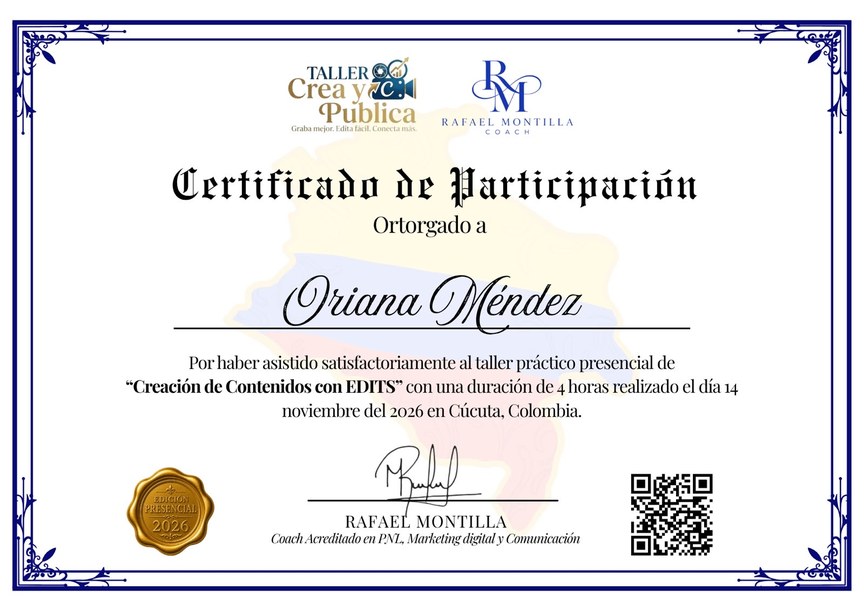 TALLER
Crea y
Publica
Graba mejor. Edita fácil. Conecta más.
RM
RAFAEL MONTILLA
COACH
Certificado de Participación
Ortorgado a
Oriana Méndez
Por haber asistido satisfactoriamente al taller práctico presencial de
“Creación de Contenidos con EDITS” con una duración de 4 horas realizado el día 14
noviembre del 2026 en Cúcuta, Colombia.
EDICIÓN
PRESENCIAL
2026
RAFAEL MONTILLA
Coach Acreditado en PNL, Marketing digital y Comunicación